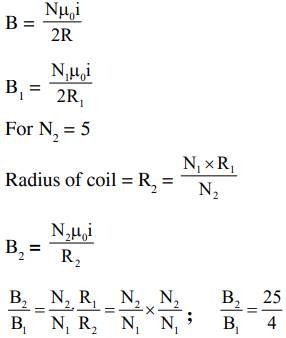 B = Nμ₀i / 2R
B₁ = N₁μ₀i / 2R₁
For N₂ = 5
Radius of coil = R₂ = N₁ × R₁ / N₂
B₂ = N₂μ₀i / R₂
B₂/B₁ = N₂/N₁ . R₁/R₂ = N₂/N₁ × N₂/N₁ ; B₂/B₁ = 25/4